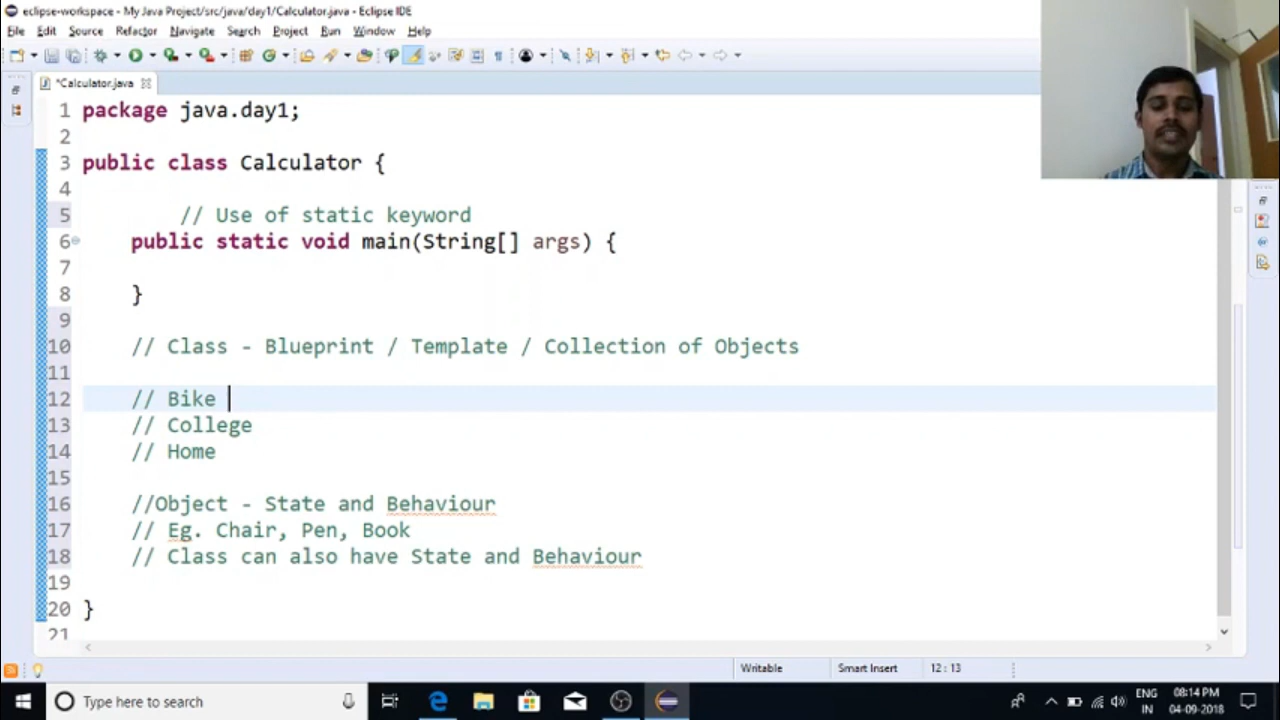 eclipse-workspace - My Java Project/src/java/day1/Calculator.java - Eclipse IDE
File Edit Source Refactor Navigate Search Project Run Window Help
*Calculator.java
1 package java.day1;
2
3 public class Calculator {
4
5 // Use of static keyword
6 public static void main(String[] args) {
7
8 }
9
10 // Class - Blueprint / Template / Collection of Objects
11
12 // Bike
13 // College
14 // Home
15
16 //Object - State and Behaviour
17 // Eg. Chair, Pen, Book
18 // Class can also have State and Behaviour
19
20 }
21
Writable Smart Insert 12 : 13
Type here to search
ENG 08:14 PM
IN 04-09-2018